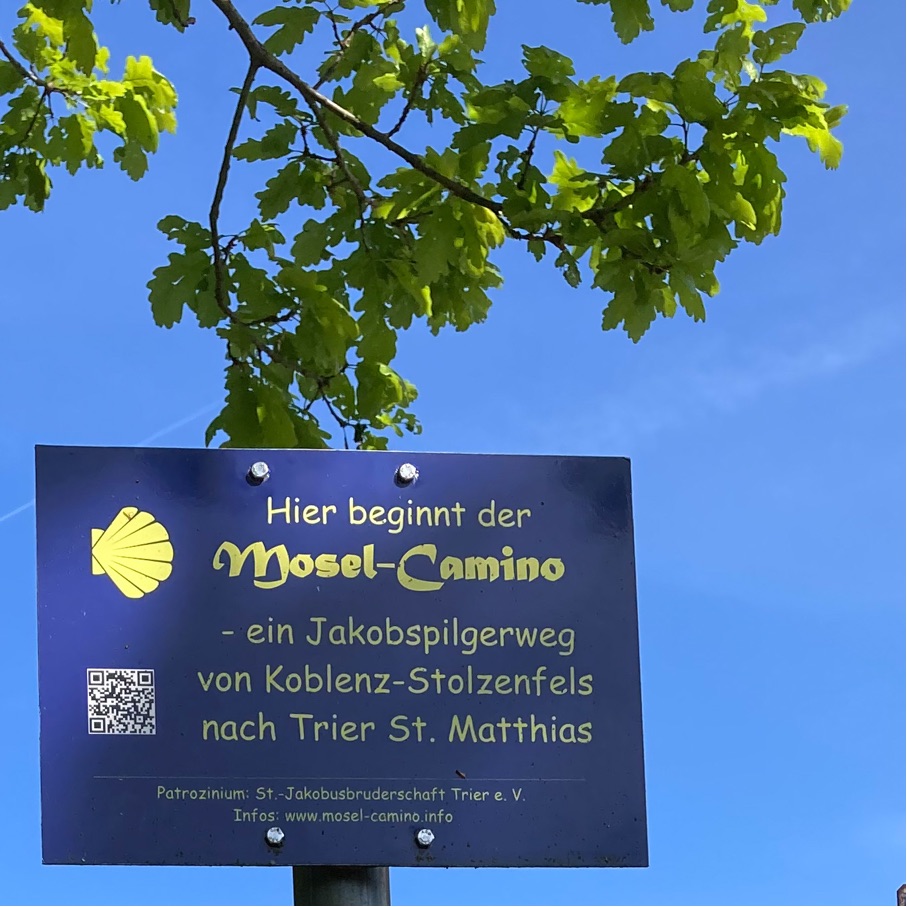 Hier beginnt der
Mosel-Camino
- ein Jakobspilgerweg
von Koblenz-Stolzenfels
nach Trier St. Matthias
Patrozinium: St.-Jakobusbruderschaft Trier e. V.
Infos: www.mosel-camino.info